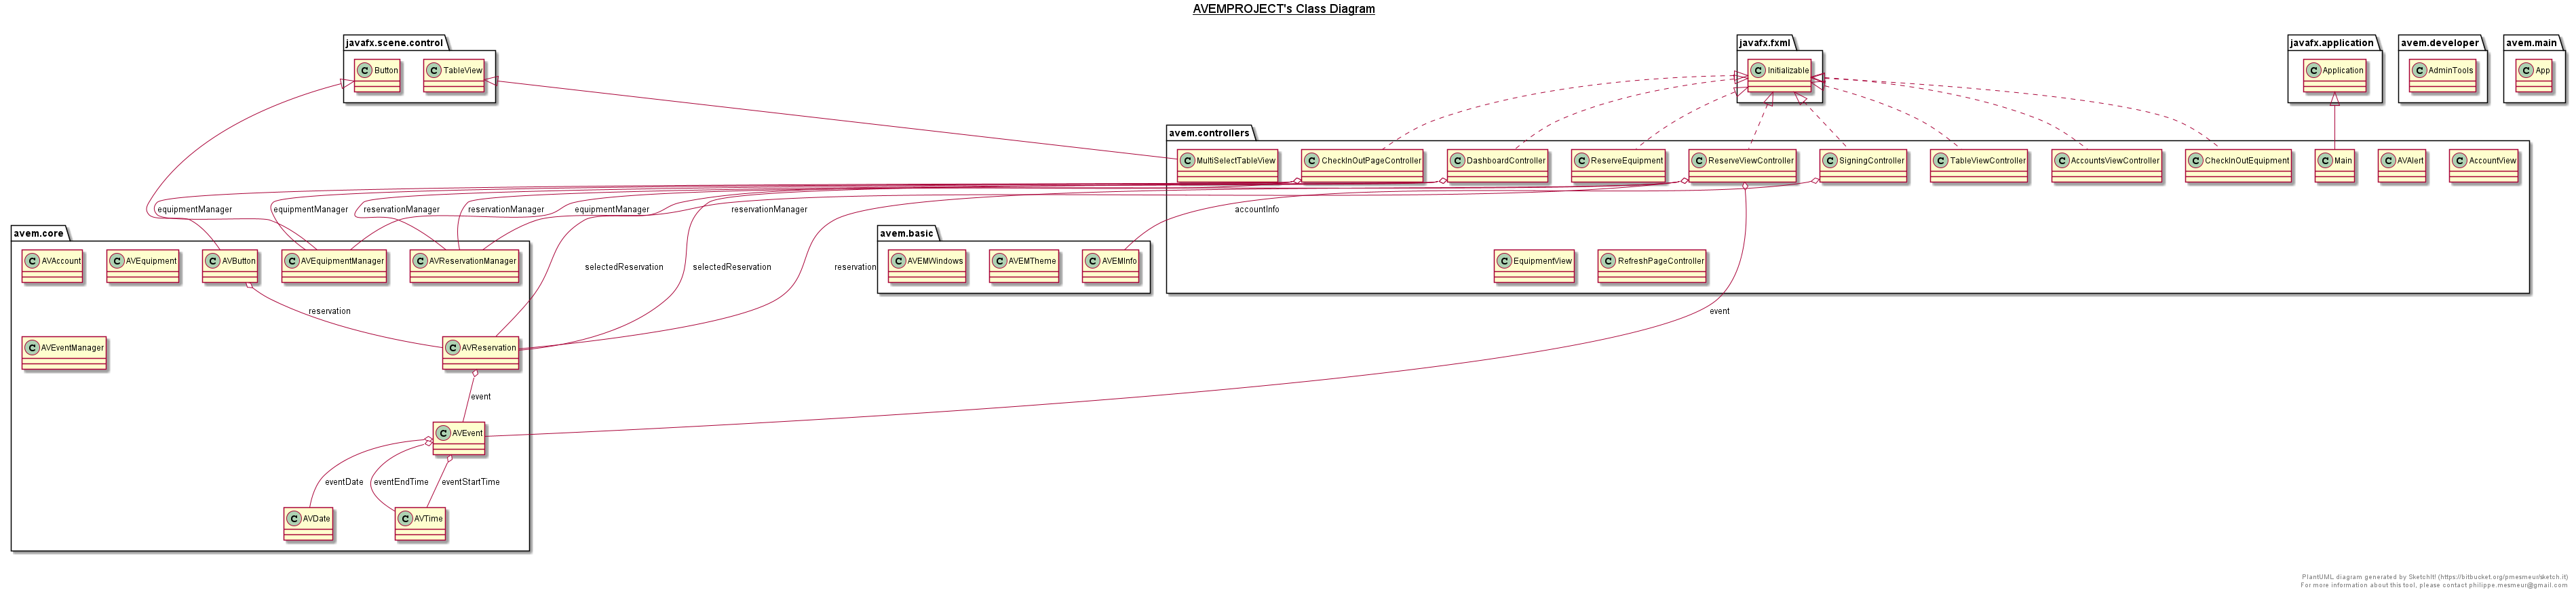 AVEMPROJECT's Class Diagram
javafx.scene.control
C Button
C TableView
javafx.fxml
C Initializable
javafx.application
C Application
avem.developer
C AdminTools
avem.main
C App
avem.controllers
C MultiSelectTableView
C CheckInOutPageController
C DashboardController
C ReserveEquipment
C ReserveViewController
C SigningController
C TableViewController
C AccountsViewController
C CheckInOutEquipment
C Main
C AVAlert
C AccountView
equipmentManager
equipmentManager
reservationManager
reservationManager
equipmentManager
reservationManager
accountInfo
avem.core
C AVAccount
C AVEquipment
C AVButton
C AVEquipmentManager
C AVReservationManager
selectedReservation
selectedReservation
reservation
avem.basic
C AVEMWindows
C AVEMTheme
C AVEMInfo
C EquipmentView
C RefreshPageController
reservation
event
C AVEventManager
C AVReservation
event
C AVEvent
eventDate
eventEndTime
eventStartTime
C AVDate
C AVTime
PlantUML diagram generated by SketchIt! (https://bitbucket.org/pmesmeur/sketch.it)
For more information about this tool, please contact philippe.mesmeur@gmail.com